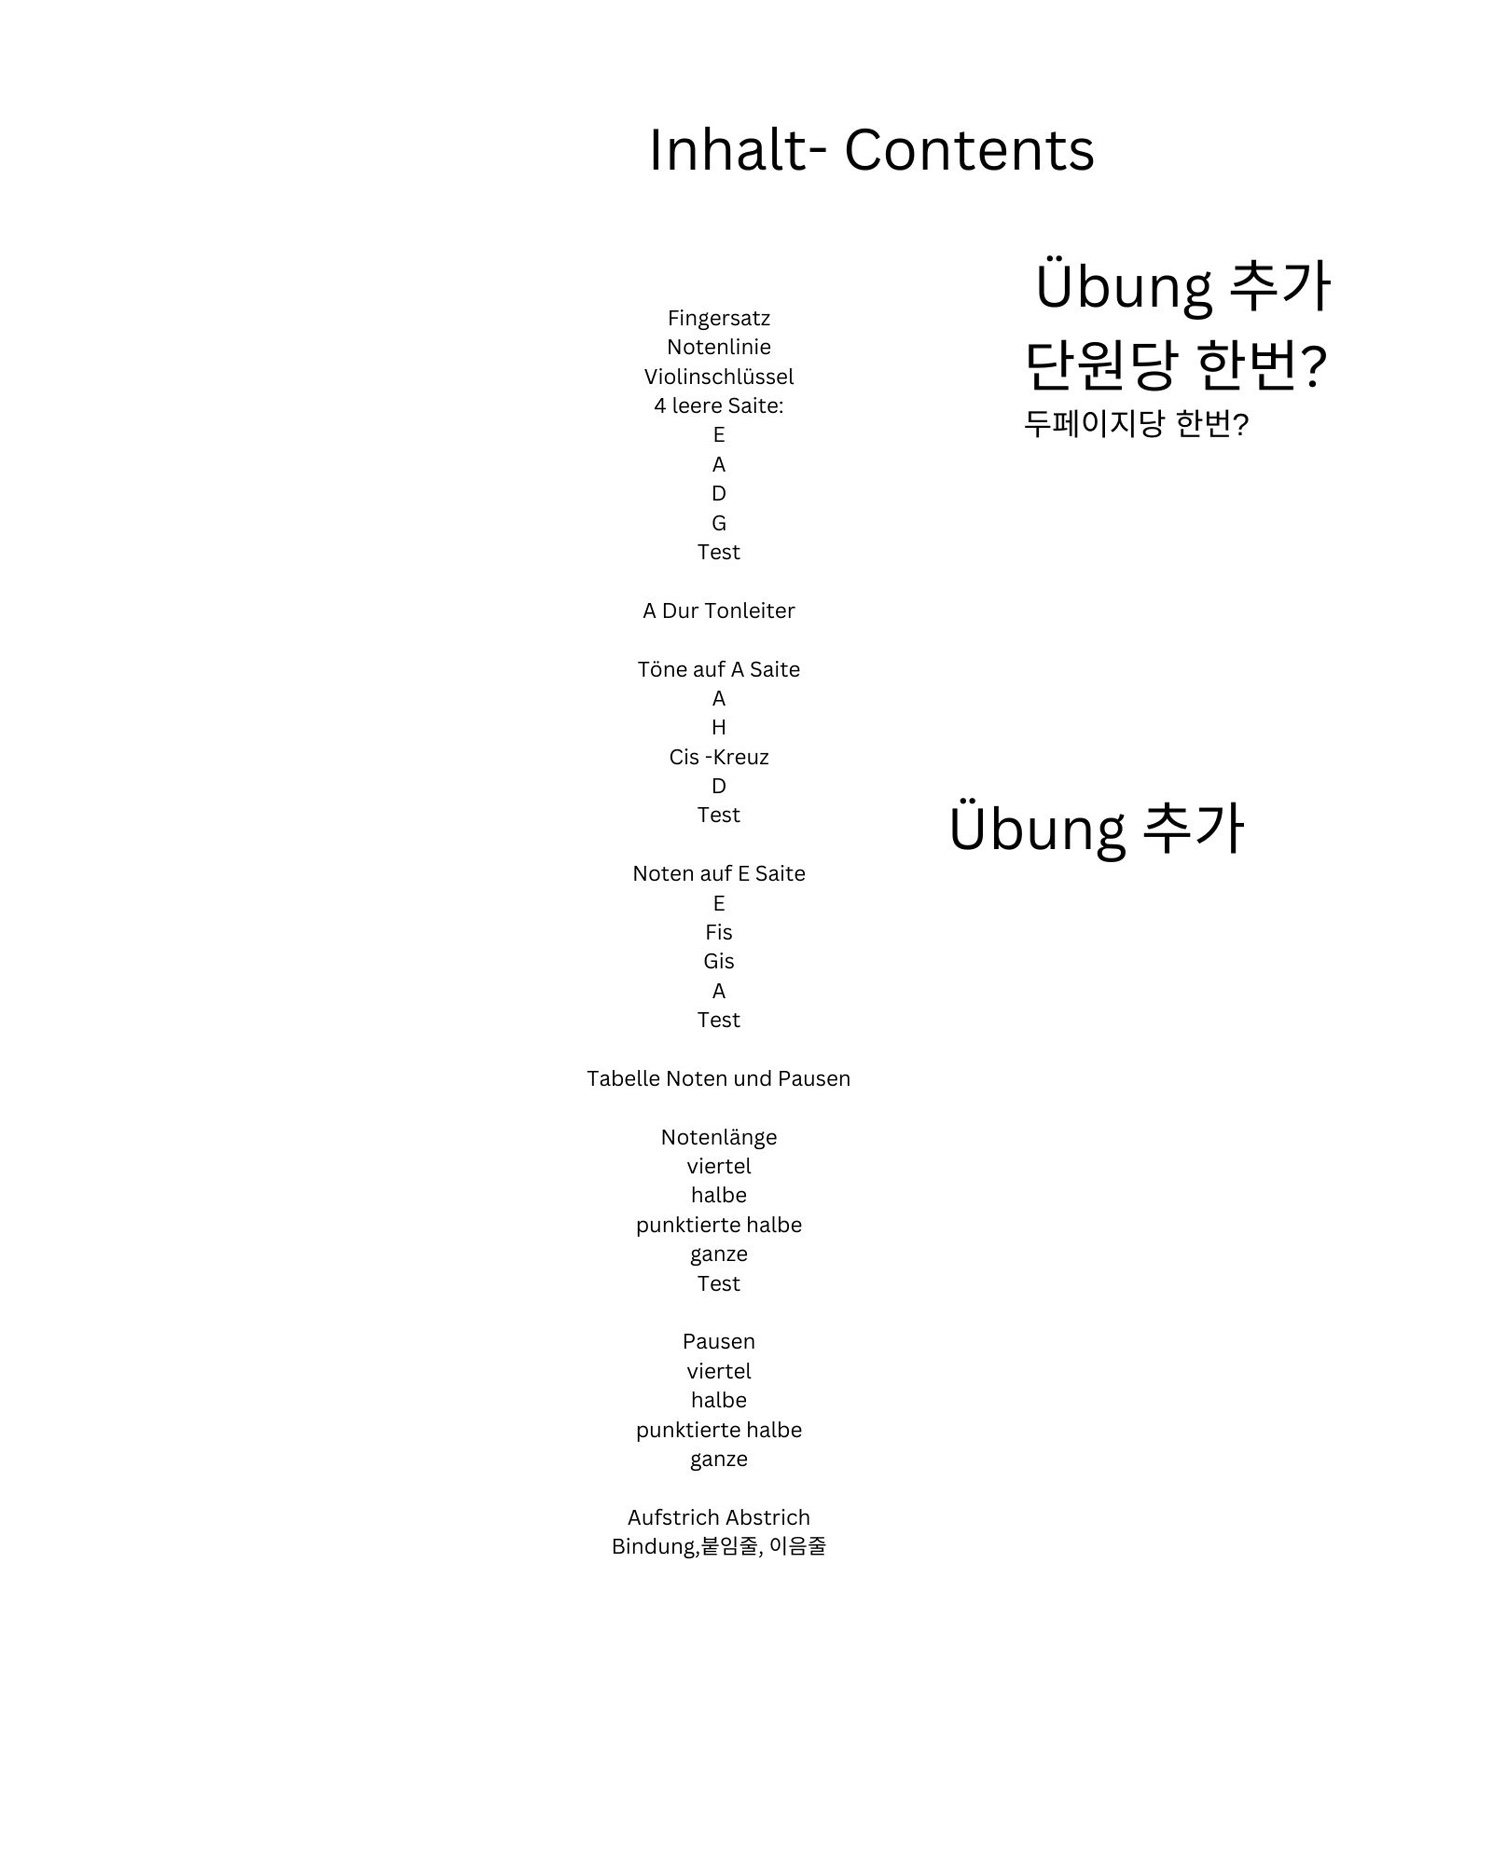 Inhalt- Contents
Übung 추가
단원당 한번?
두페이지당 한번?
Fingersatz
Notenlinie
Violinschlüssel
4 leere Saite:
E
A
D
G
Test
A Dur Tonleiter
Töne auf A Saite
A
H
Cis -Kreuz
D
Test
Übung 추가
Noten auf E Saite
E
Fis
Gis
A
Test
Tabelle Noten und Pausen
Notenlänge
viertel
halbe
punktierte halbe
ganze
Test
Pausen
viertel
halbe
punktierte halbe
ganze
Aufstrich Abstrich
Bindung,붙임줄, 이음줄